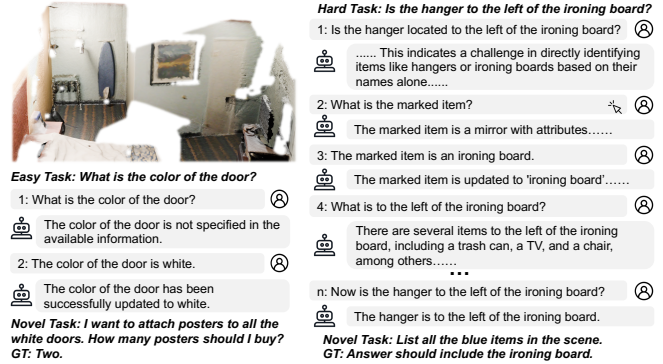 Easy Task: What is the color of the door?
1: What is the color of the door?
The color of the door is not specified in the
available information.
2: The color of the door is white.
The color of the door has been
successfully updated to white.
Novel Task: I want to attach posters to all the
white doors. How many posters should I buy?
GT: Two.
Hard Task: Is the hanger to the left of the ironing board?
1: Is the hanger located to the left of the ironing board?
...... This indicates a challenge in directly identifying
items like hangers or ironing boards based on their
names alone......
2: What is the marked item?
The marked item is a mirror with attributes......
3: The marked item is an ironing board.
The marked item is updated to 'ironing board'......
4: What is to the left of the ironing board?
There are several items to the left of the ironing
board, including a trash can, a TV, and a chair,
among others......
...
n: Now is the hanger to the left of the ironing board?
The hanger is to the left of the ironing board.
Novel Task: List all the blue items in the scene.
GT: Answer should include the ironing board.